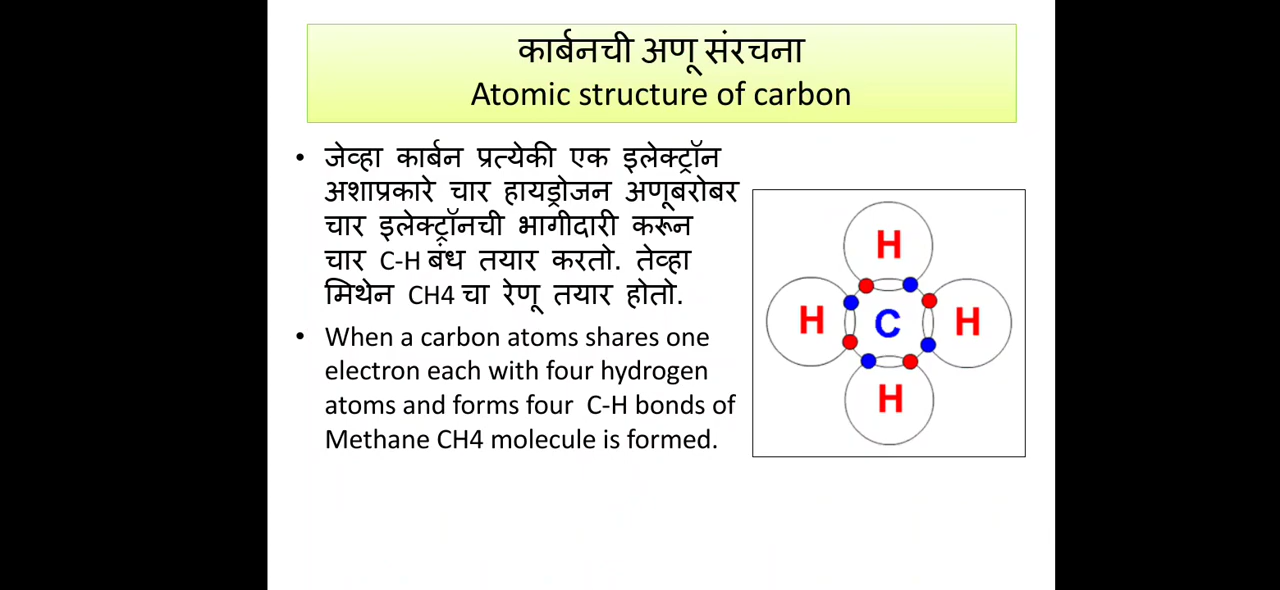 कार्बनची अणू संरचना
Atomic structure of carbon
• जेव्हा कार्बन प्रत्येकी एक इलेक्ट्रॉन
अशाप्रकारे चार हायड्रोजन अणूबरोबर
चार इलेक्ट्रॉनची भागीदारी करून
चार C-H बंध तयार करतो. तेव्हा
मिथेन CH4 चा रेणू तयार होतो.
• When a carbon atoms shares one
electron each with four hydrogen
atoms and forms four C-H bonds of
Methane CH4 molecule is formed.
H
H C H
H